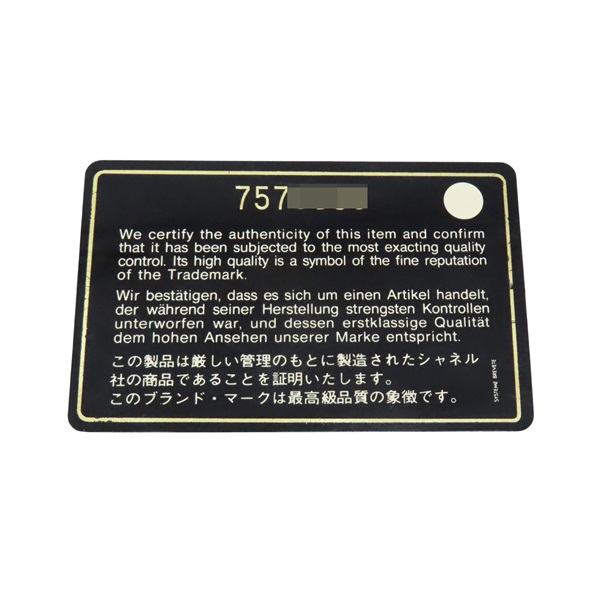 757
We certify the authenticity of this item and confirm
that it has been subjected to the most exacting quality
control. Its high quality is a symbol of the fine reputation
of the Trademark.
Wir bestätigen, dass es sich um einen Artikel handelt,
der während seiner Herstellung strengsten Kontrollen
unterworfen war, und dessen erstklassige Qualität
dem hohen Ansehen unserer Marke entspricht.
この製品は厳しい管理のもとに製造されたシャネル
社の商品であることを証明いたします。
このブランド・マークは最高級品質の象徴です。
SYSTEME BREVETE